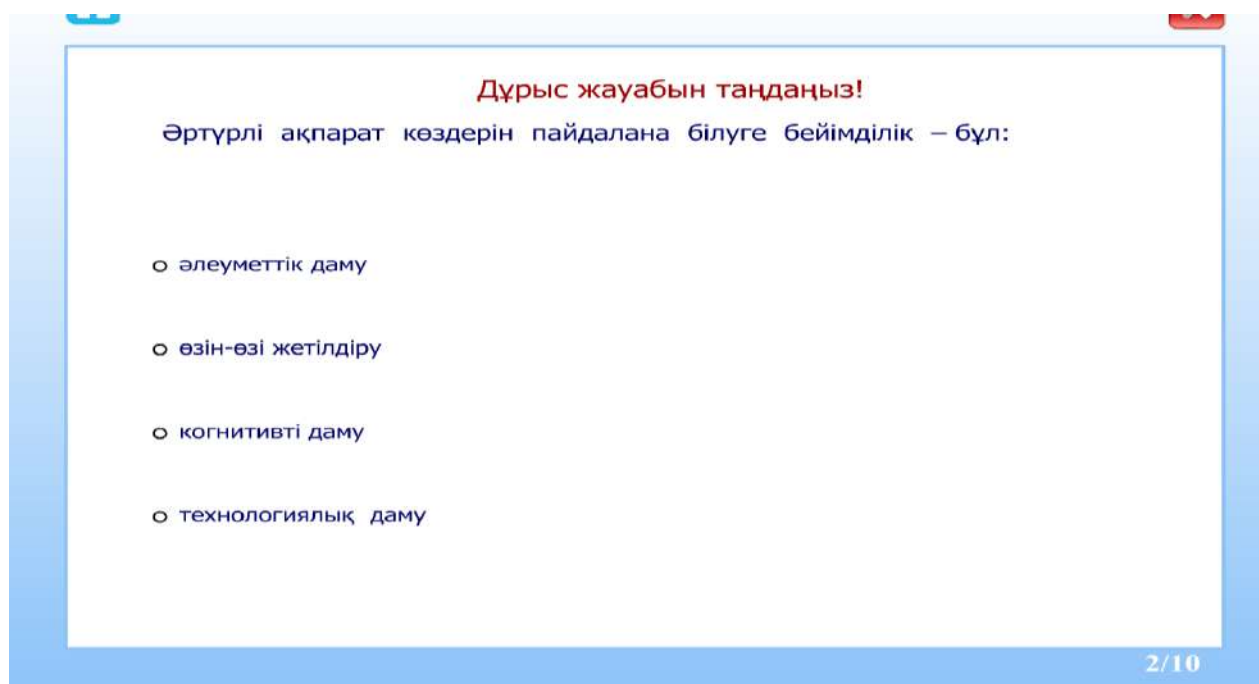 Дұрыс жауабын таңдаңыз!
Әртүрлі ақпарат көздерін пайдалана білуге бейімділік – бұл:
o әлеуметтік даму
o өзін-өзі жетілдіру
o когнитивті даму
o технологиялық даму
2/10